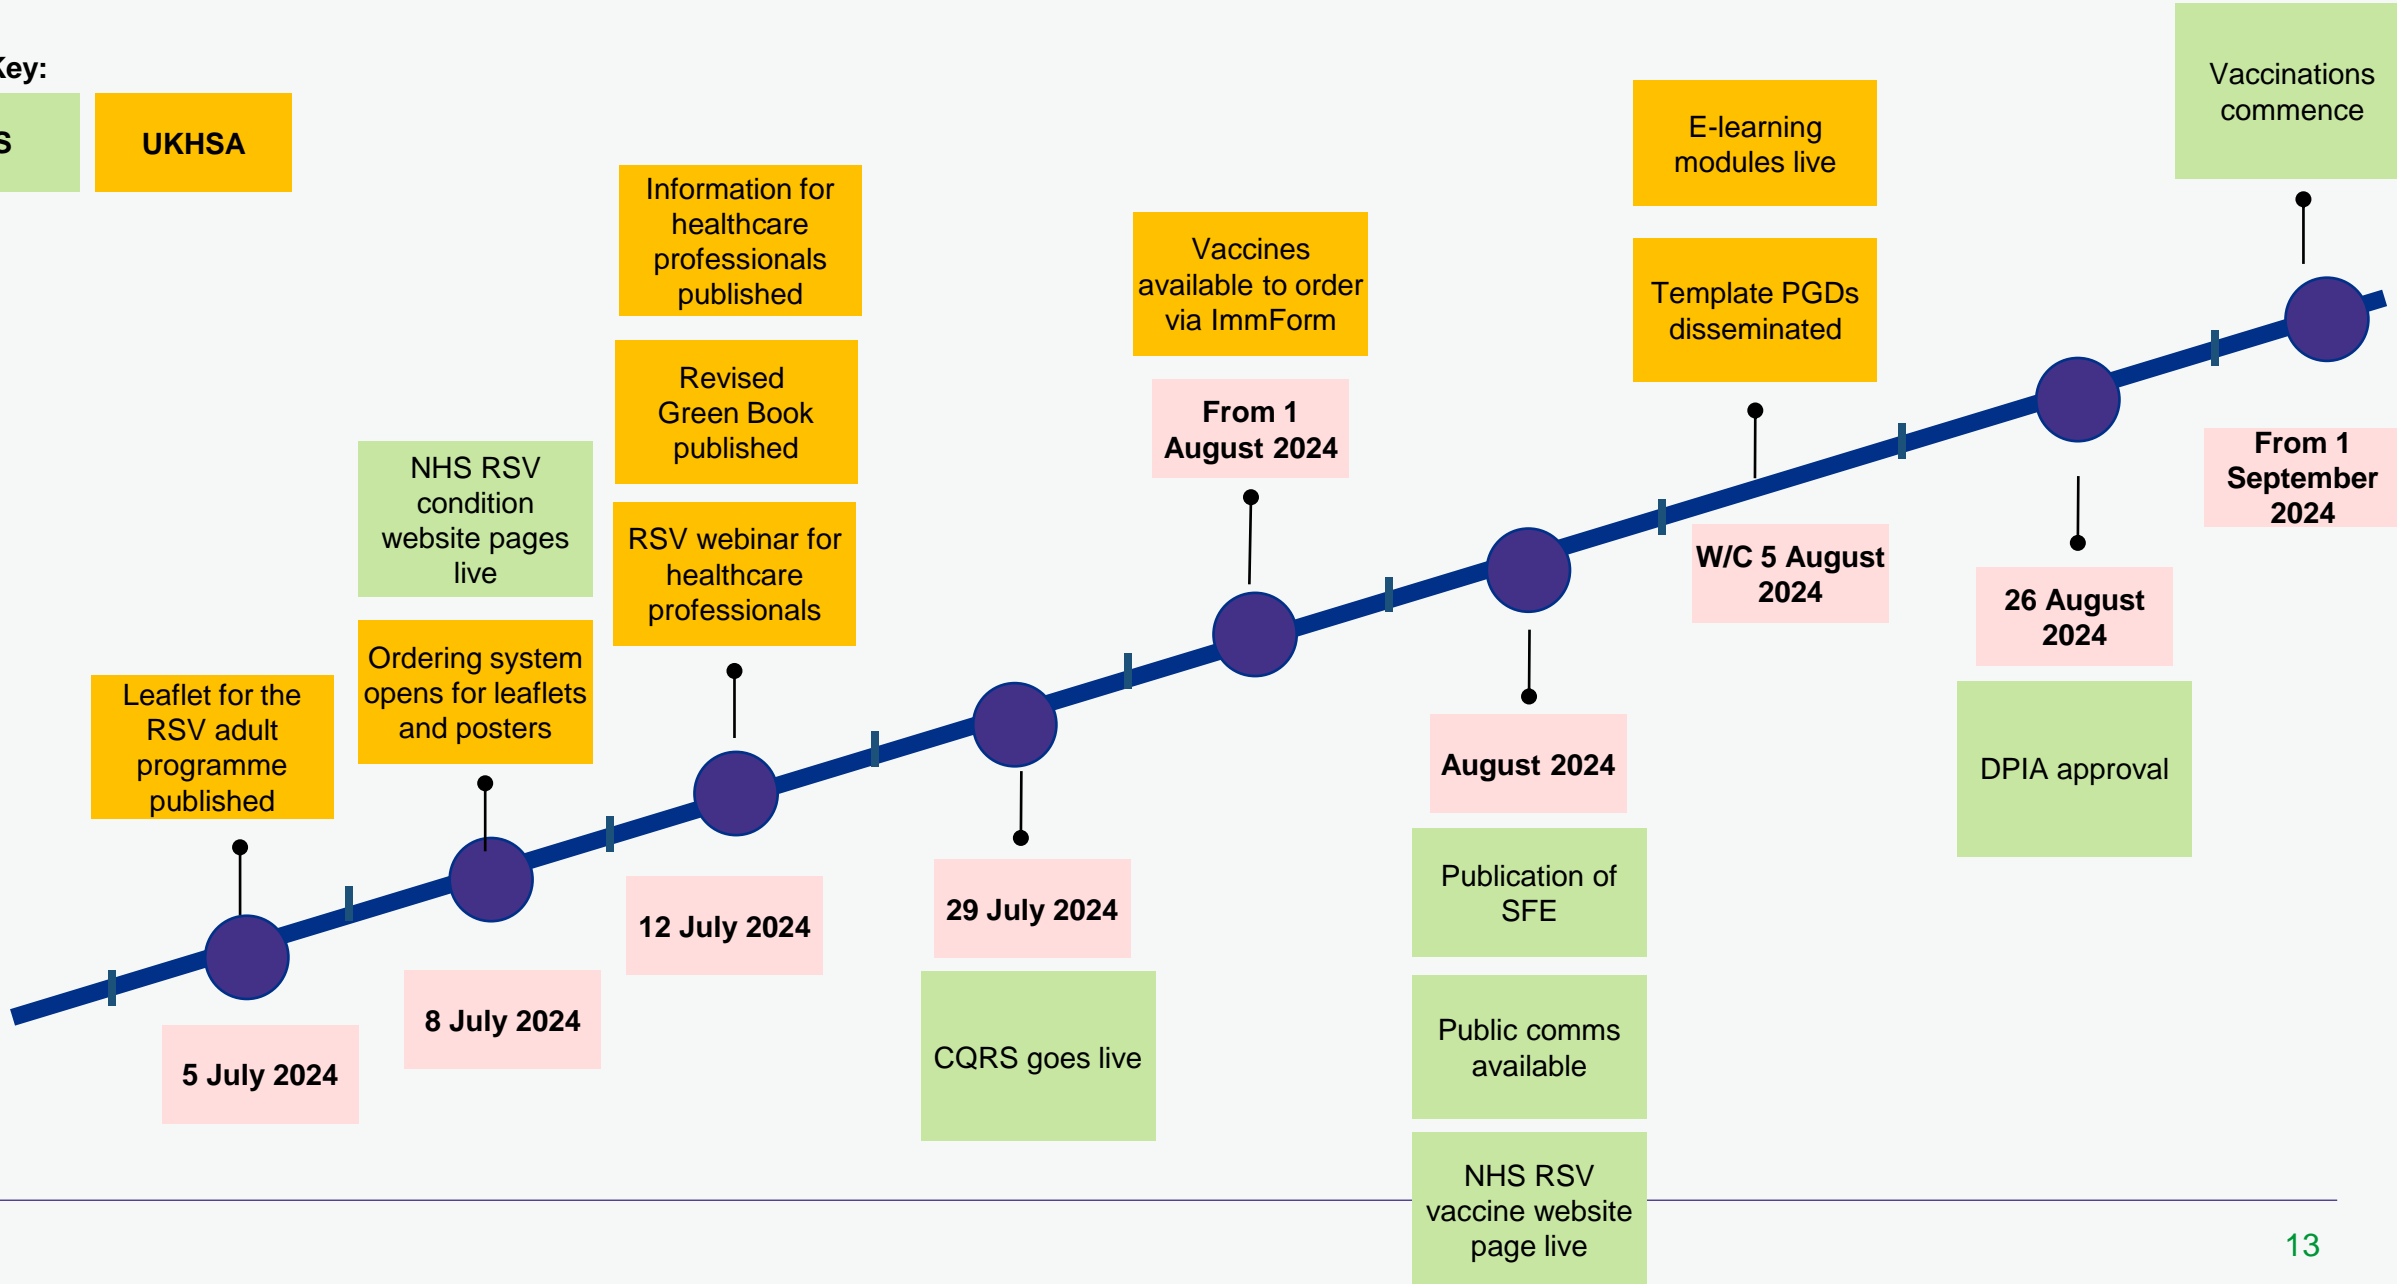 Key:
UKHSA
Leaflet for the
RSV adult
programme
published
5 July 2024
NHS RSV
condition
website pages
live
Ordering system
opens for leaflets
and posters
8 July 2024
Information for
healthcare
professionals
published
Revised
Green Book
published
RSV webinar for
healthcare
professionals
12 July 2024
29 July 2024
CQRS goes live
Vaccines
available to order
via ImmForm
From 1
August 2024
August 2024
Publication of
SFE
Public comms
available
NHS RSV
vaccine website
page live
E-learning
modules live
Template PGDs
disseminated
W/C 5 August
2024
26 August
2024
DPIA approval
Vaccinations
commence
From 1
September
2024
13